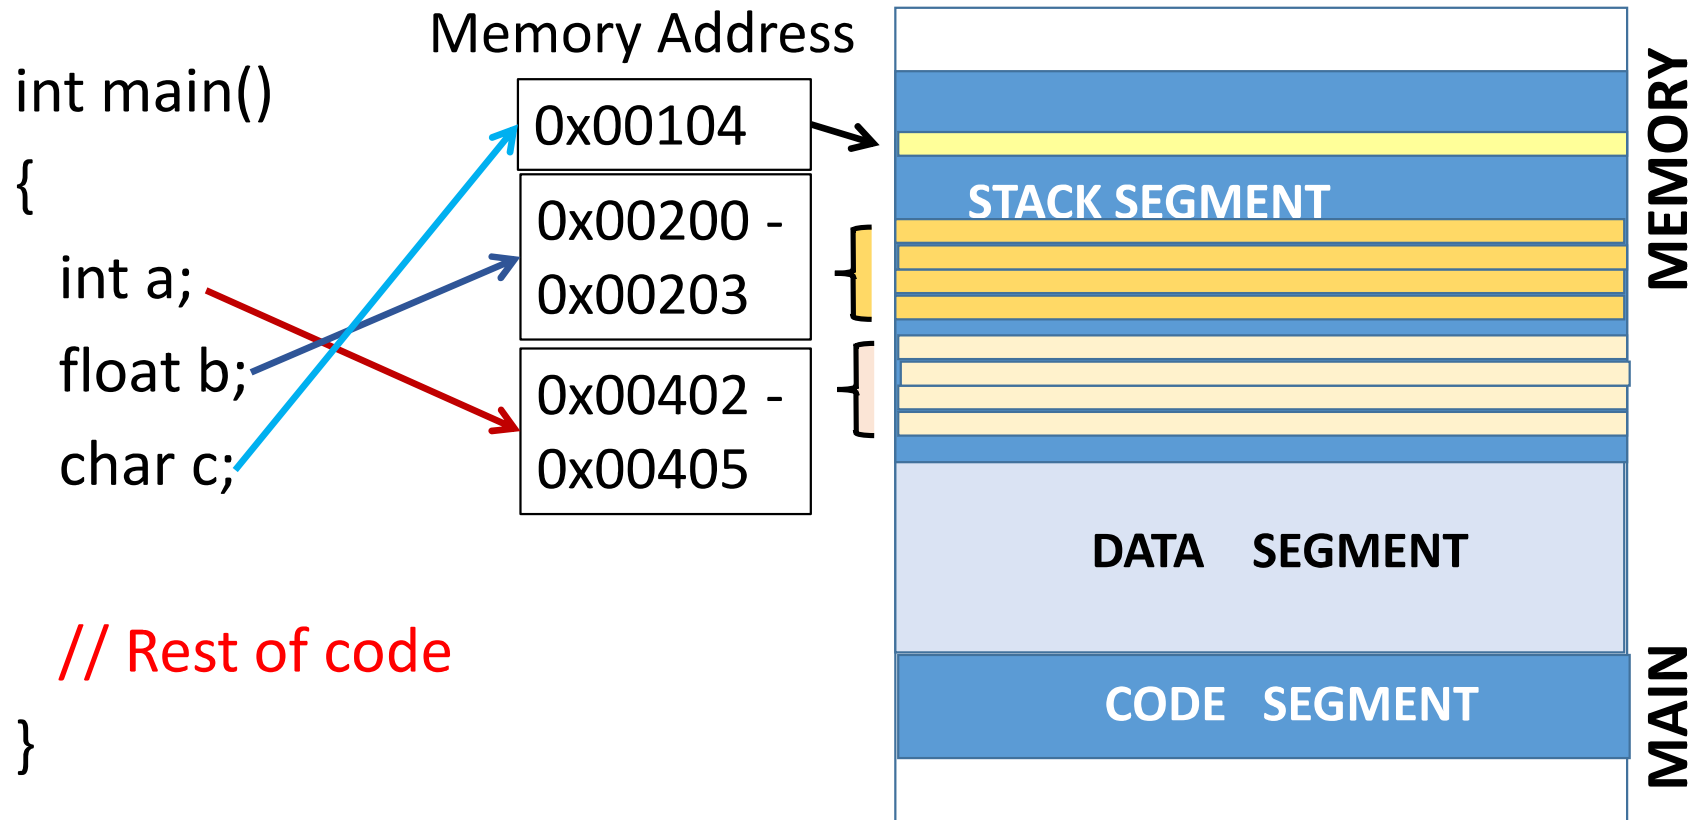 int main()
{
int a;
float b;
char c;
// Rest of code
}
Memory Address
0x00104
0x00200 -
0x00203
0x00402 -
0x00405
STACK SEGMENT
DATA SEGMENT
CODE SEGMENT
MAIN MEMORY